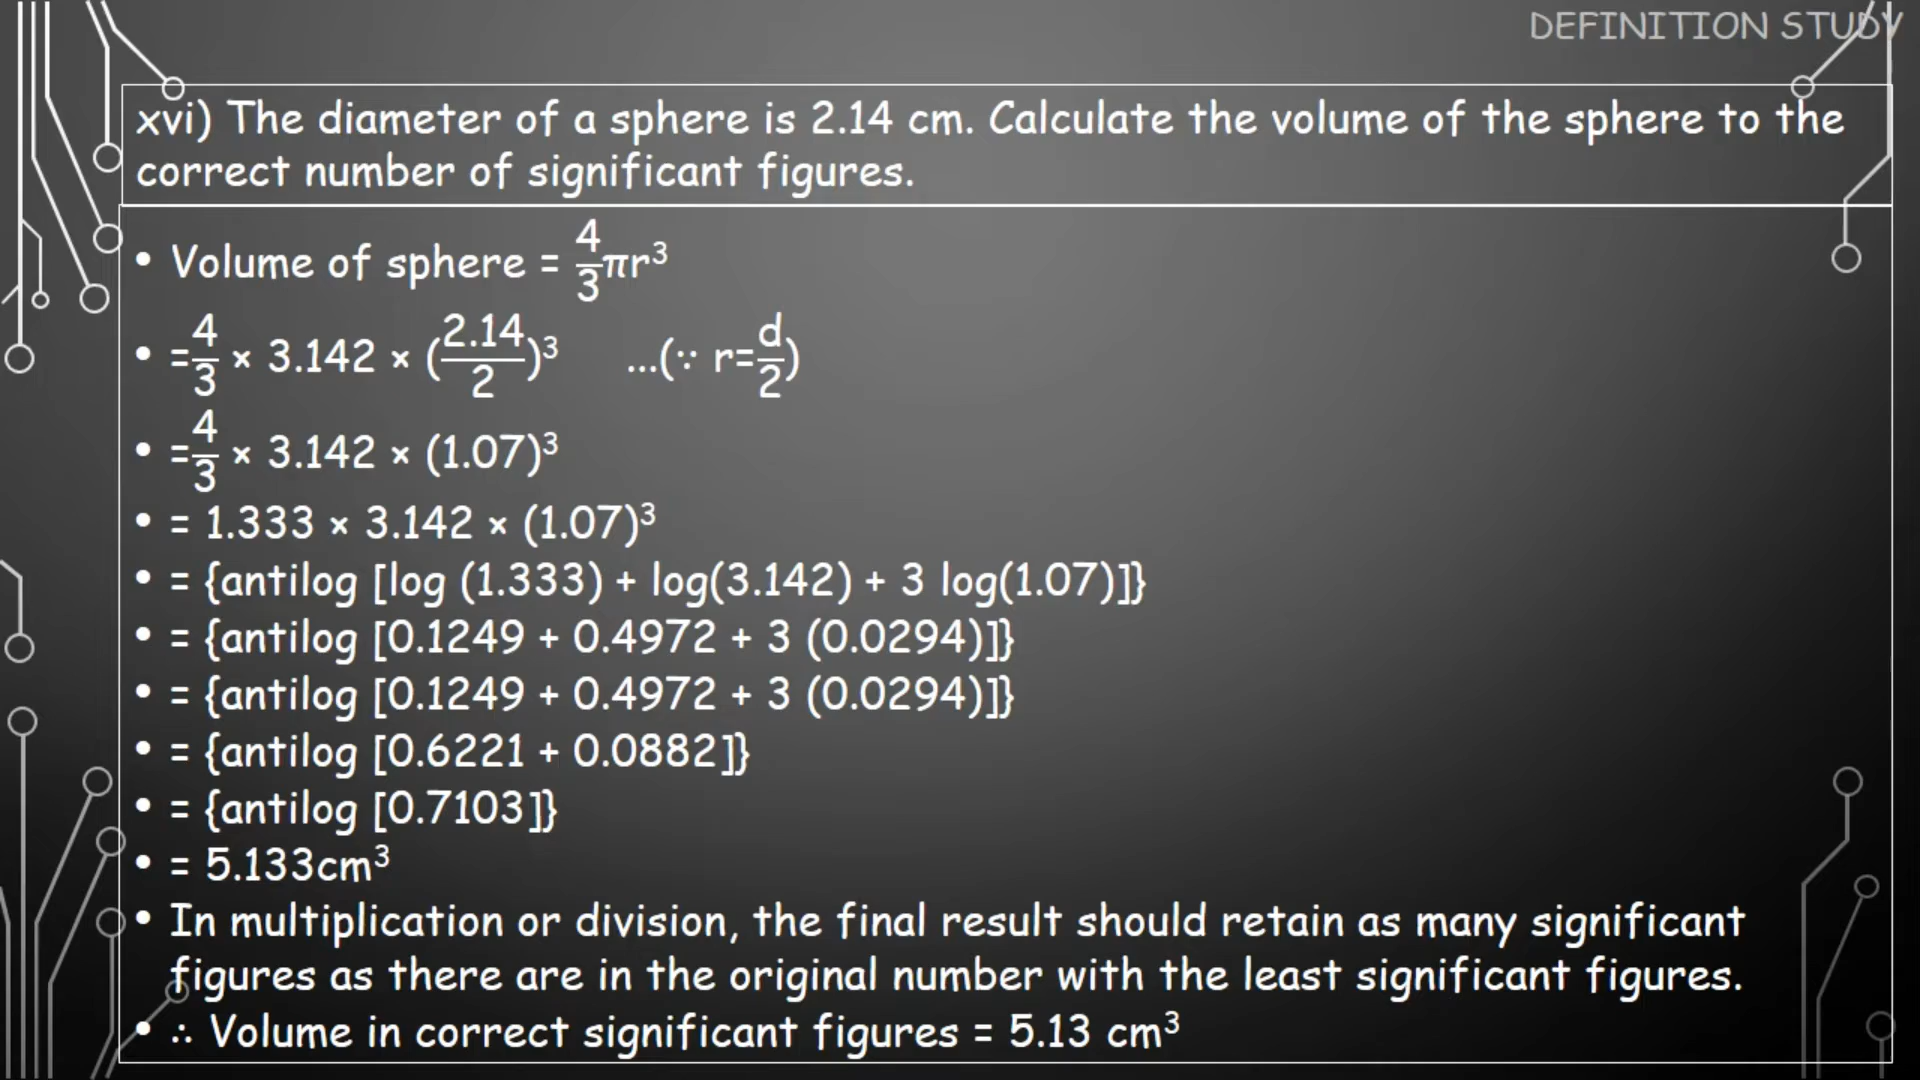 DEFINITION STUDY
xvi) The diameter of a sphere is 2.14 cm. Calculate the volume of the sphere to the
correct number of significant figures.
• Volume of sphere = 4/3 πr³
• = 4/3 × 3.142 × (2.14/2)³ ...(∵ r=d/2)
• = 4/3 × 3.142 × (1.07)³
• = 1.333 × 3.142 × (1.07)³
• = {antilog [log (1.333) + log(3.142) + 3 log(1.07)]}
• = {antilog [0.1249 + 0.4972 + 3 (0.0294)]}
• = {antilog [0.1249 + 0.4972 + 3 (0.0294)]}
• = {antilog [0.6221 + 0.0882]}
• = {antilog [0.7103]}
• = 5.133cm³
• In multiplication or division, the final result should retain as many significant
figures as there are in the original number with the least significant figures.
• ∴ Volume in correct significant figures = 5.13 cm³